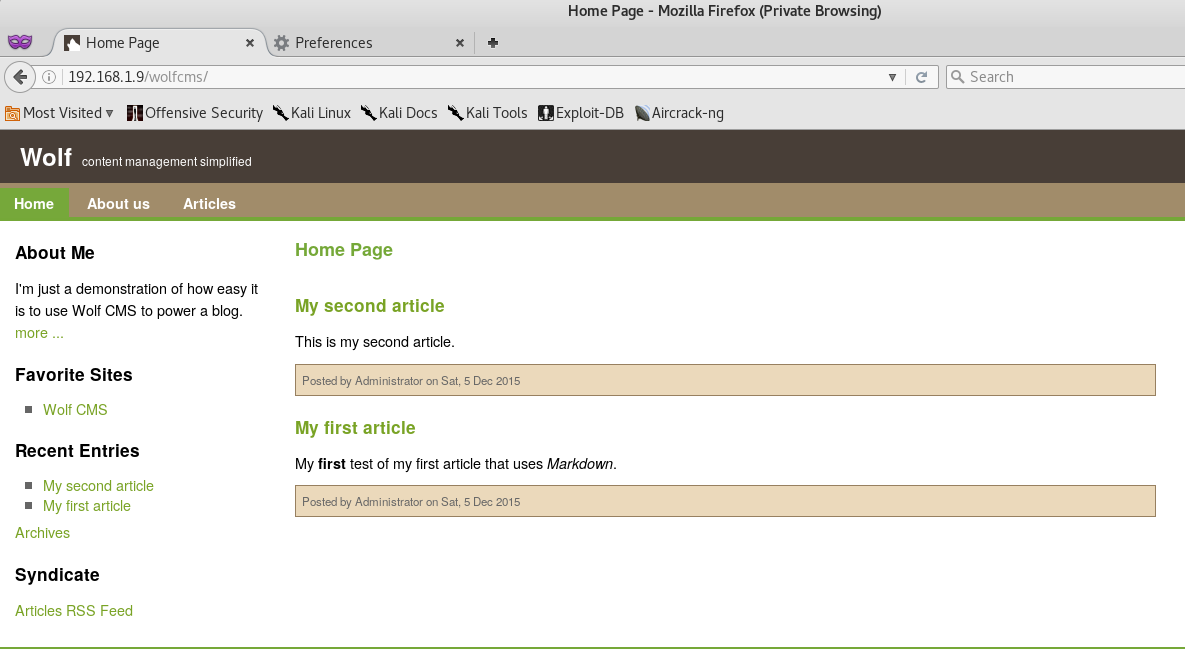 Home Page - Mozilla Firefox (Private Browsing)
Home Page
Preferences
192.168.1.9/wolfcms/
Search
Most Visited
Offensive Security
Kali Linux
Kali Docs
Kali Tools
Exploit-DB
Aircrack-ng
Wolf content management simplified
Home About us Articles
About Me
I'm just a demonstration of how easy it
is to use Wolf CMS to power a blog.
more ...
Favorite Sites
Wolf CMS
Recent Entries
My second article
My first article
Archives
Syndicate
Articles RSS Feed
Home Page
My second article
This is my second article.
Posted by Administrator on Sat, 5 Dec 2015
My first article
My first test of my first article that uses Markdown.
Posted by Administrator on Sat, 5 Dec 2015